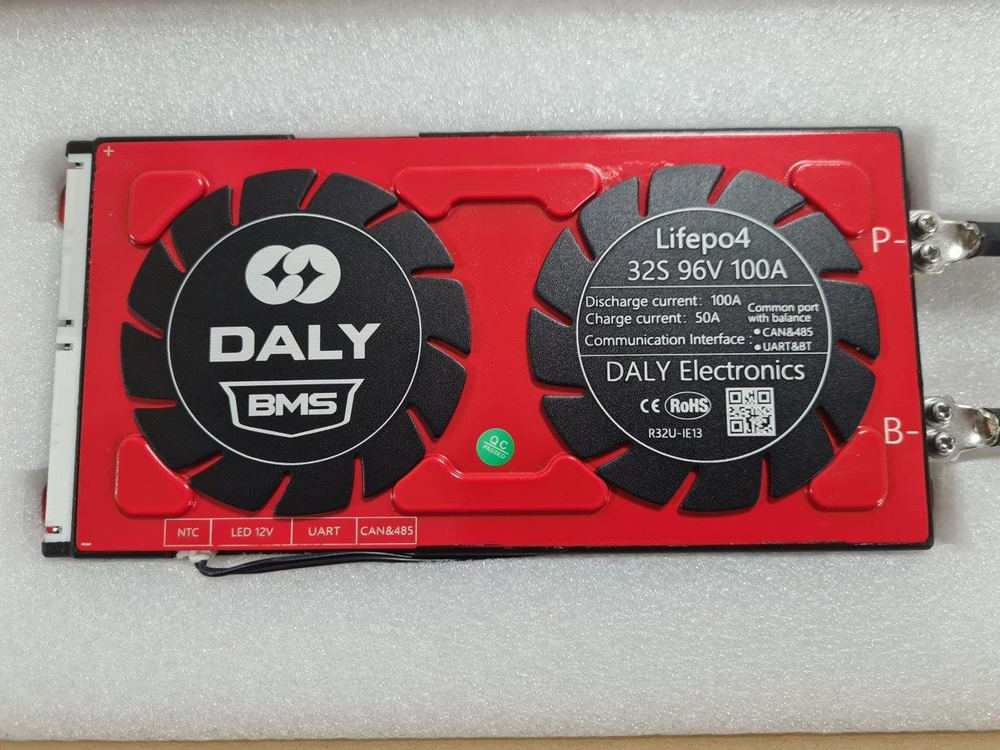 +
DALY
BMS
Lifepo4
32S 96V 100A
Discharge current: 100A
Charge current: 50A
Common port
with balance
Communication Interface :
•CAN&485
•UART&BT
DALY Electronics
CE RoHS
R32U-IE13
QC
PASSED
P-
B-
NTC
LED 12V
UART
CAN&485